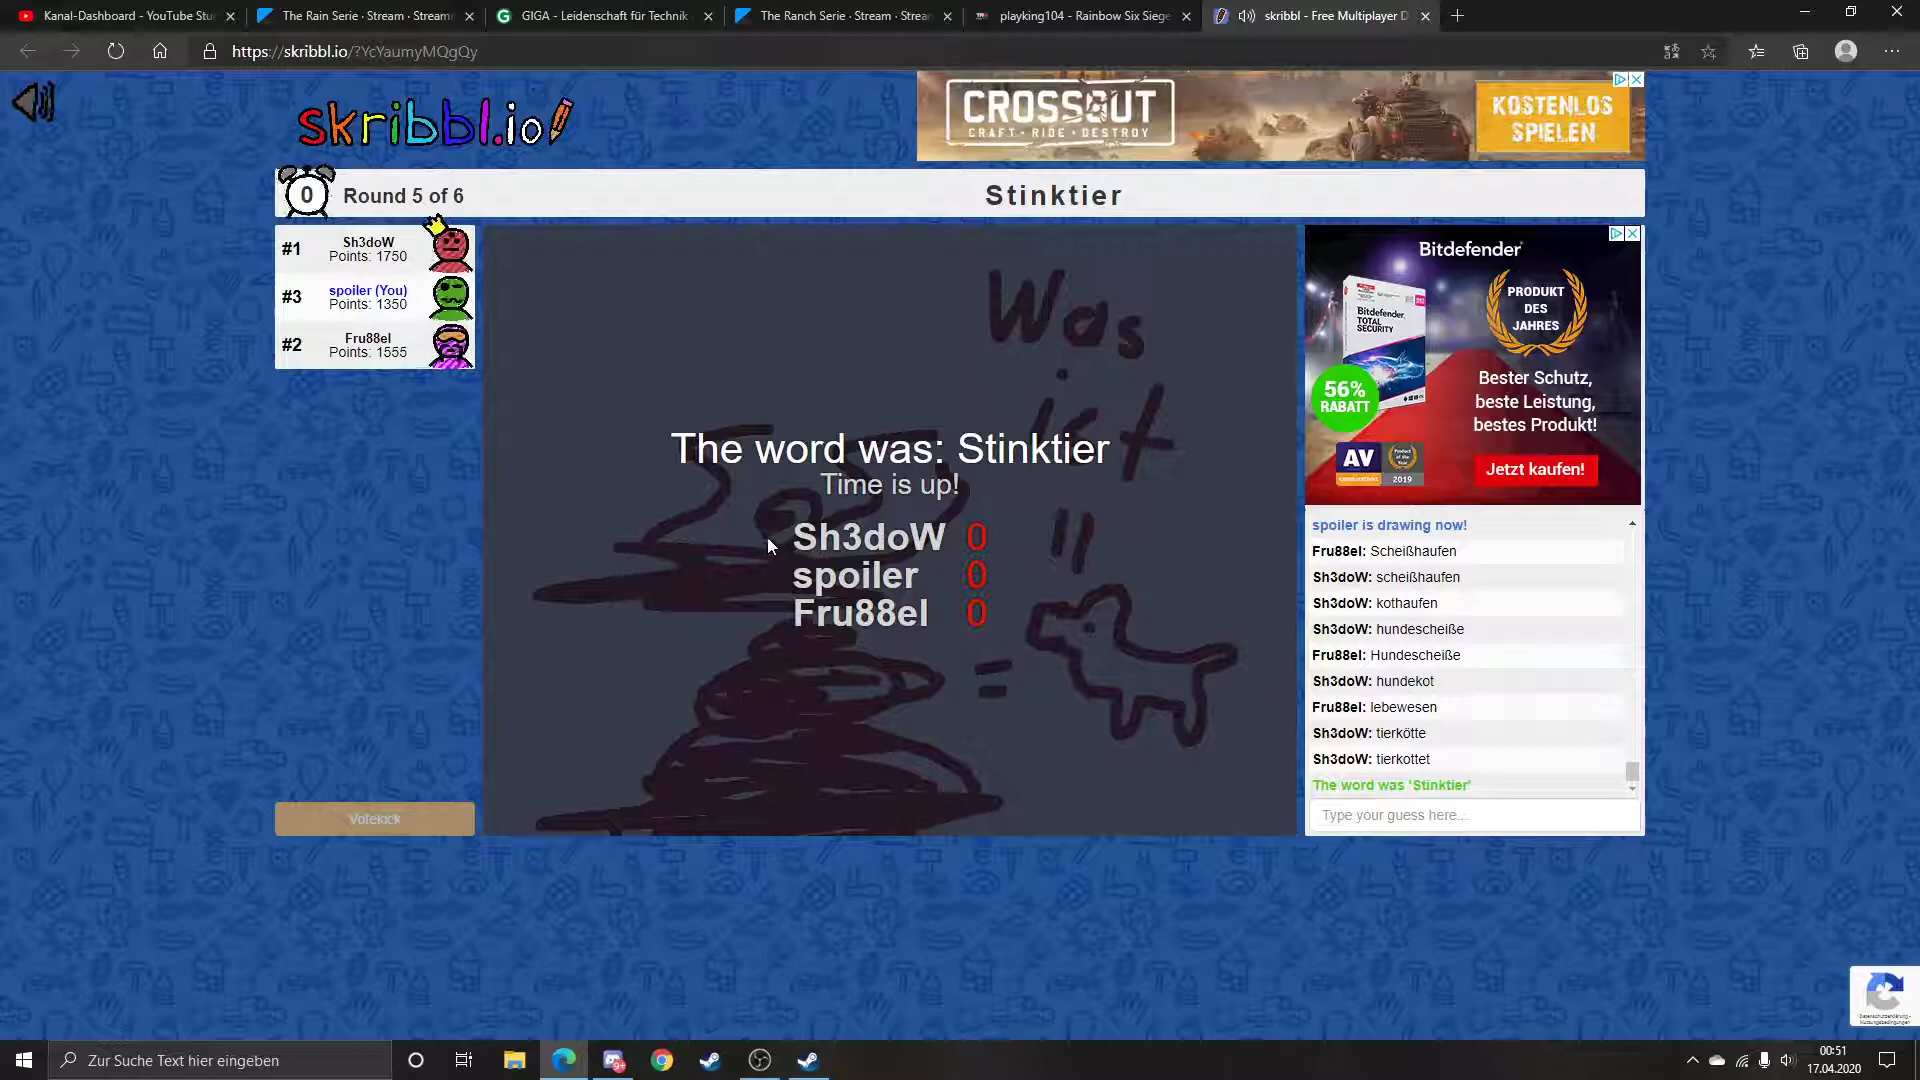 Kanal-Dashboard - YouTube Stu
The Rain Serie · Stream · Stream
GIGA - Leidenschaft für Technik
The Ranch Serie · Stream · Strea
playking104 - Rainbow Six Siege
skribbl - Free Multiplayer D
https://skribbl.io/?YcYaumyMQgQy
skribbl.io
CROSSOUT
CRAFT · RIDE · DESTROY
KOSTENLOS
SPIELEN
0
Round 5 of 6
Stinktier
#1
Sh3doW
Points: 1750
#3
spoiler (You)
Points: 1350
#2
Fru88el
Points: 1555
Votekick
Was
ist
The word was: Stinktier
Time is up!
Sh3doW 0
spoiler 0
Fru88el 0
=
Bitdefender
Bitdefender
TOTAL
SECURITY
PRODUKT
DES
JAHRES
56%
RABATT
Bester Schutz,
beste Leistung,
bestes Produkt!
AV
2019
Jetzt kaufen!
spoiler is drawing now!
Fru88el: Scheißhaufen
Sh3doW: scheißhaufen
Sh3doW: kothaufen
Sh3doW: hundescheiße
Fru88el: Hundescheiße
Sh3doW: hundekot
Fru88el: lebewesen
Sh3doW: tierkötte
Sh3doW: tierkottet
The word was 'Stinktier'
Type your guess here...
Zur Suche Text hier eingeben
9+
00:51
17.04.2020